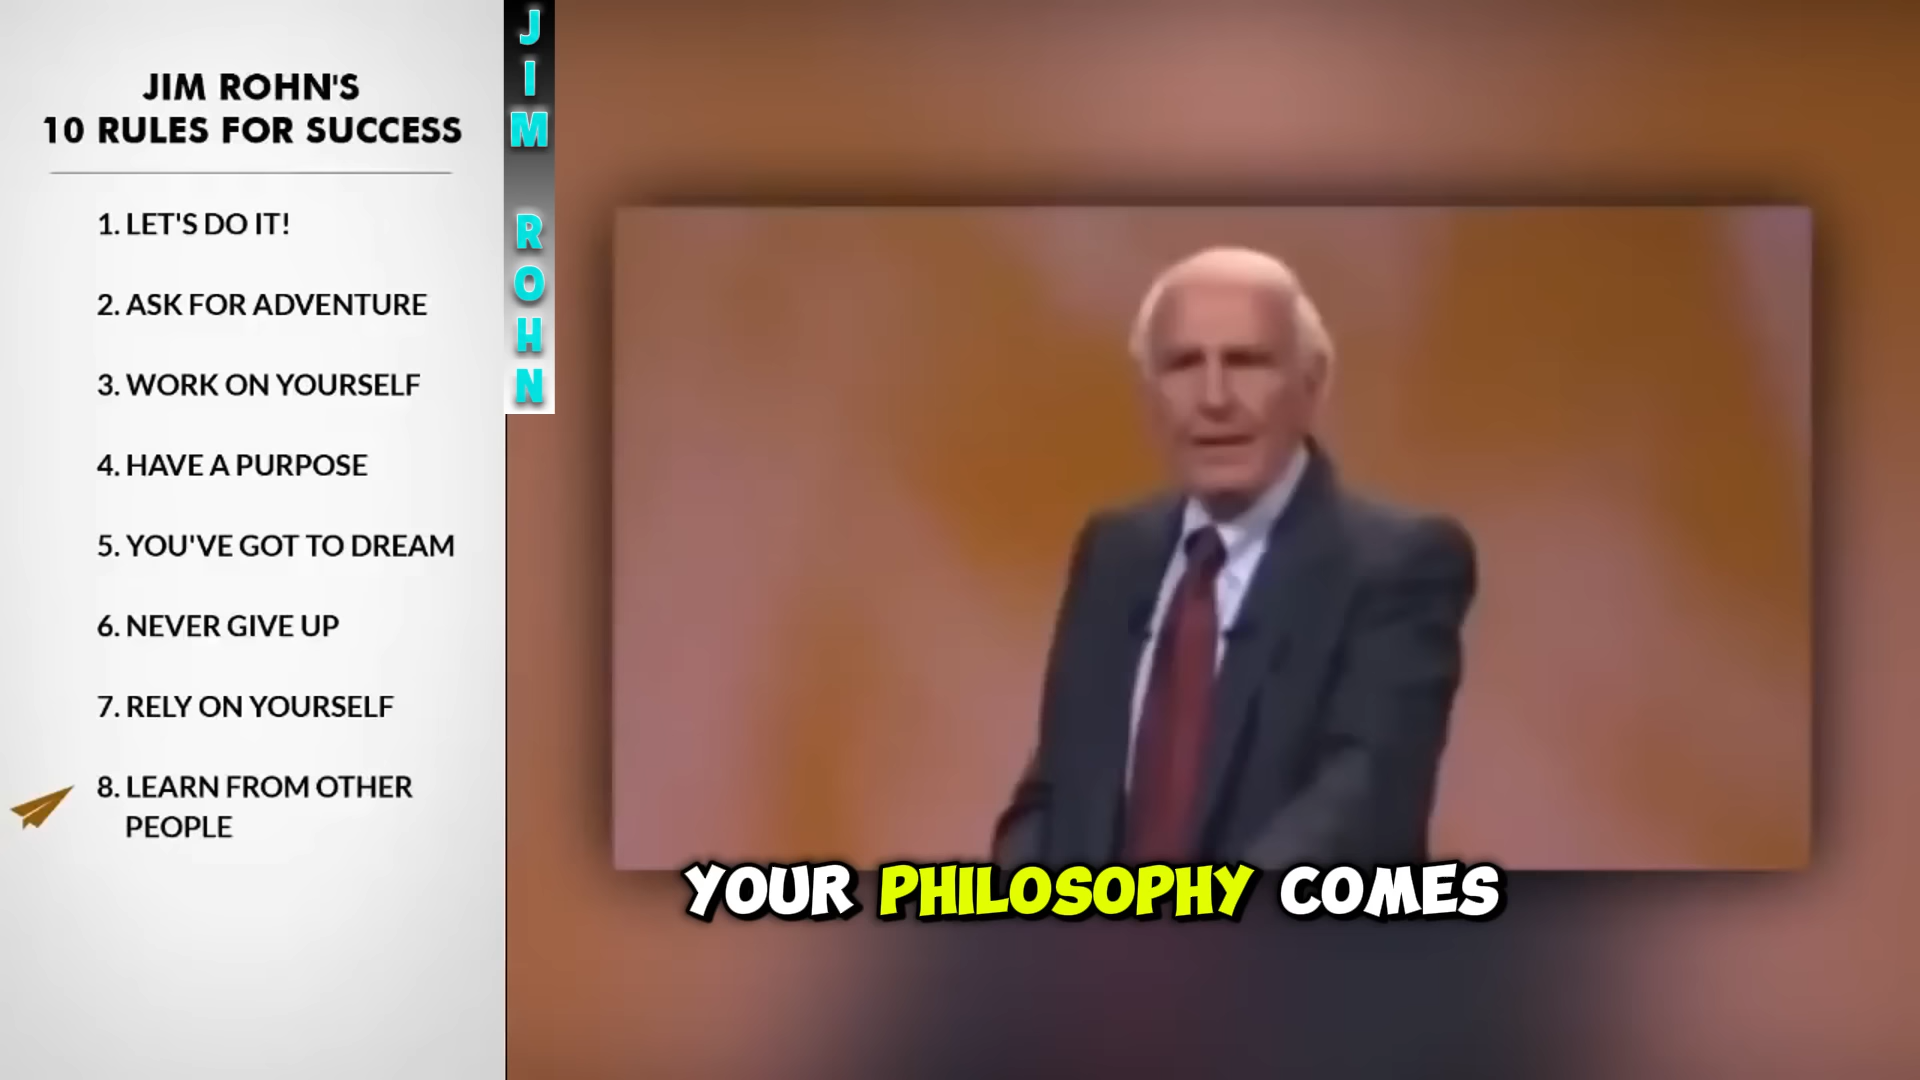 JIM ROHN'S
10 RULES FOR SUCCESS
1. LET'S DO IT!
2. ASK FOR ADVENTURE
3. WORK ON YOURSELF
4. HAVE A PURPOSE
5. YOU'VE GOT TO DREAM
6. NEVER GIVE UP
7. RELY ON YOURSELF
8. LEARN FROM OTHER
PEOPLE
JIM ROHN
YOUR PHILOSOPHY COMES